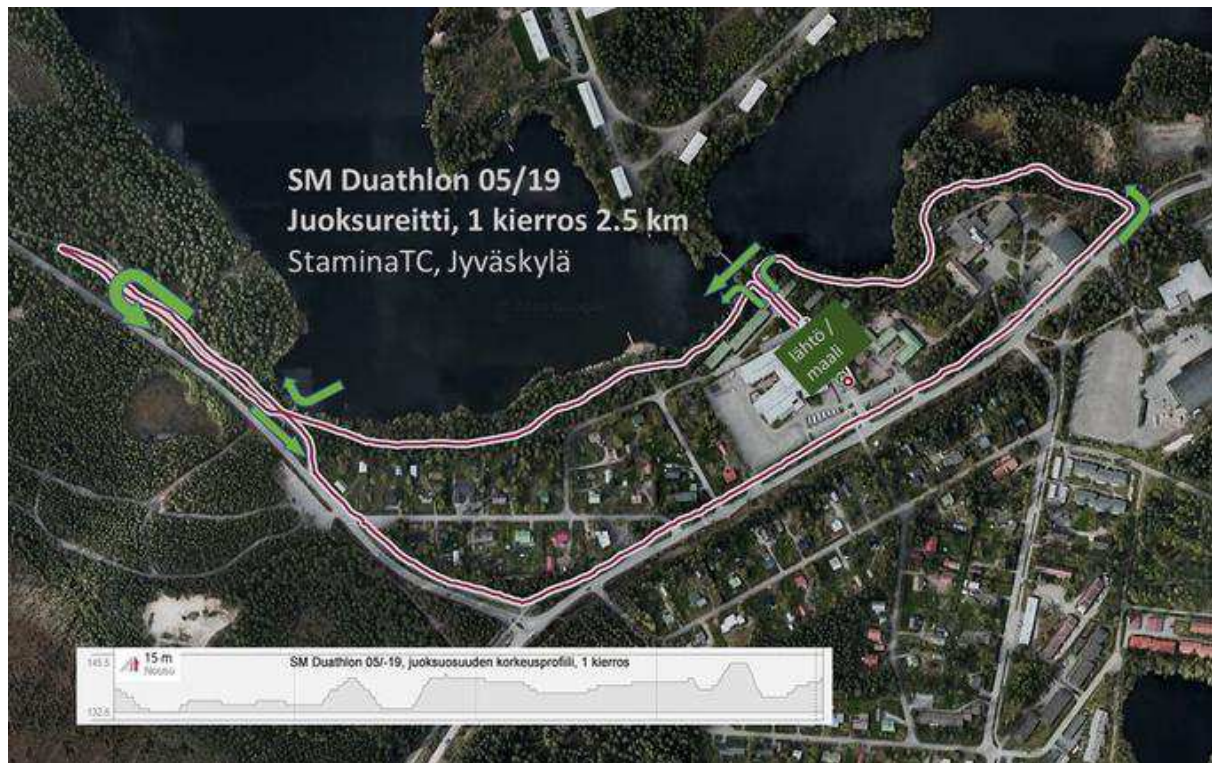 SM Duathlon 05/19
Juoksureitti, 1 kierros 2.5 km
StaminaTC, Jyväskylä
lähtö /
maali
145.5
15 m
Nousu
SM Duathlon 05/-19, juoksuosuuden korkeusprofiili, 1 kierros
132.6